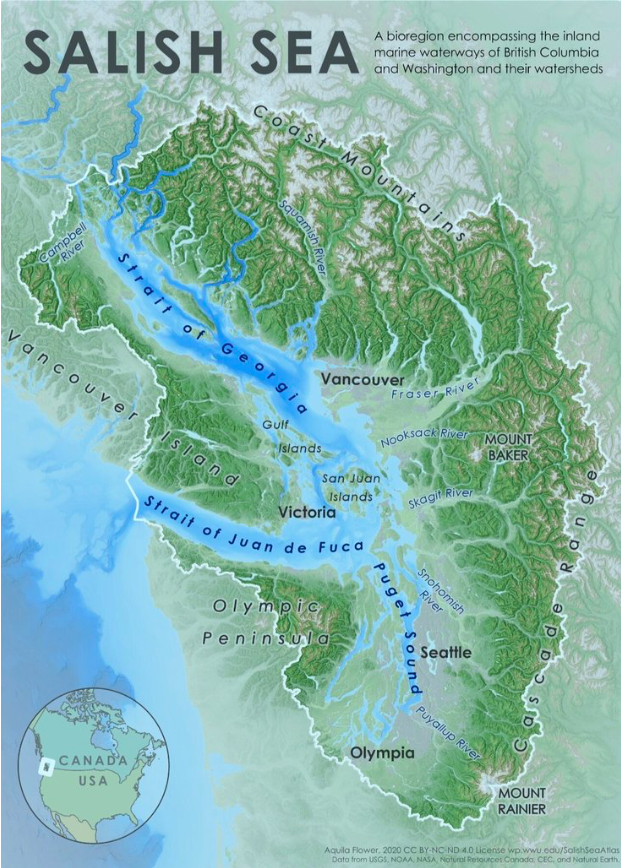 SALISH SEA
A bioregion encompassing the inland
marine waterways of British Columbia
and Washington and their watersheds
Coast Mountains
Campbell
River
Squamish River
Strait of Georgia
Vancouver Island
Vancouver
Fraser River
Gulf
Islands
Nooksack River
MOUNT
BAKER
San Juan
Islands
Skagit River
Victoria
Strait of Juan de Fuca
Cascade Range
Puget Sound
Snohomish
River
Olympic
Peninsula
Seattle
Puyallup River
Olympia
MOUNT
RAINIER
CANADA
USA
Aquila Flower, 2020 CC BY-NC-ND 4.0 License wp.wwu.edu/SalishSeaAtlas
Data from USGS, NOAA, NASA, Natural Resources Canada, CEC, and Natural Earth.